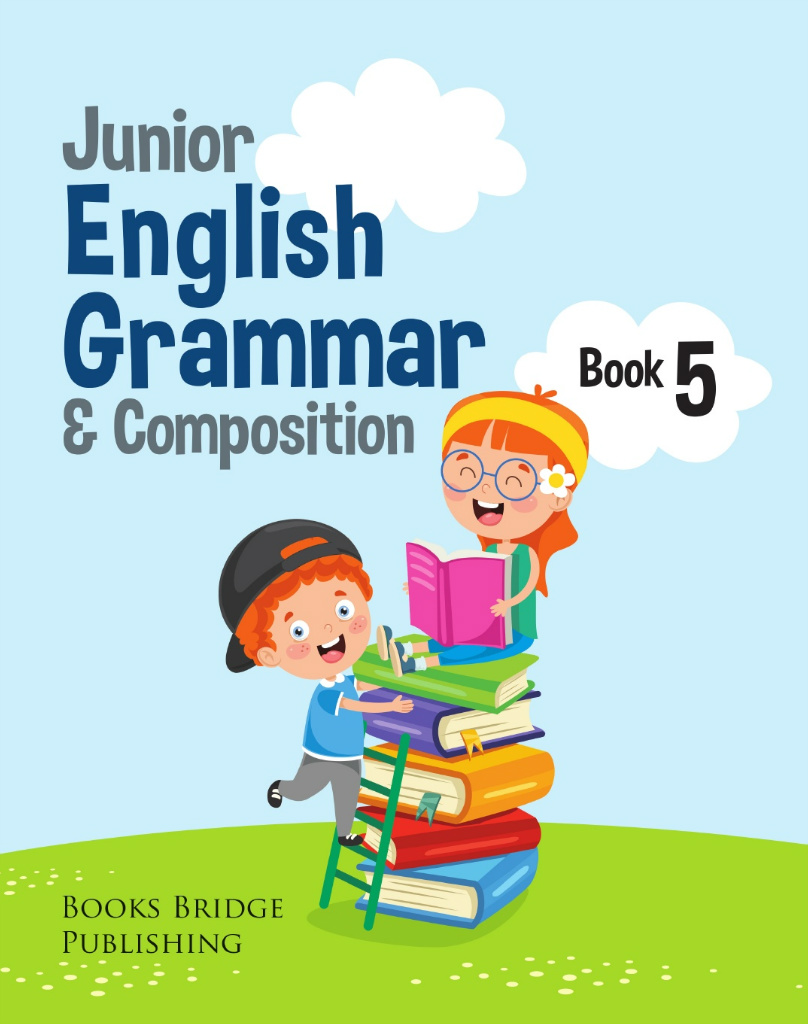 Junior
English
Grammar
& Composition
Book 5
Books Bridge
Publishing